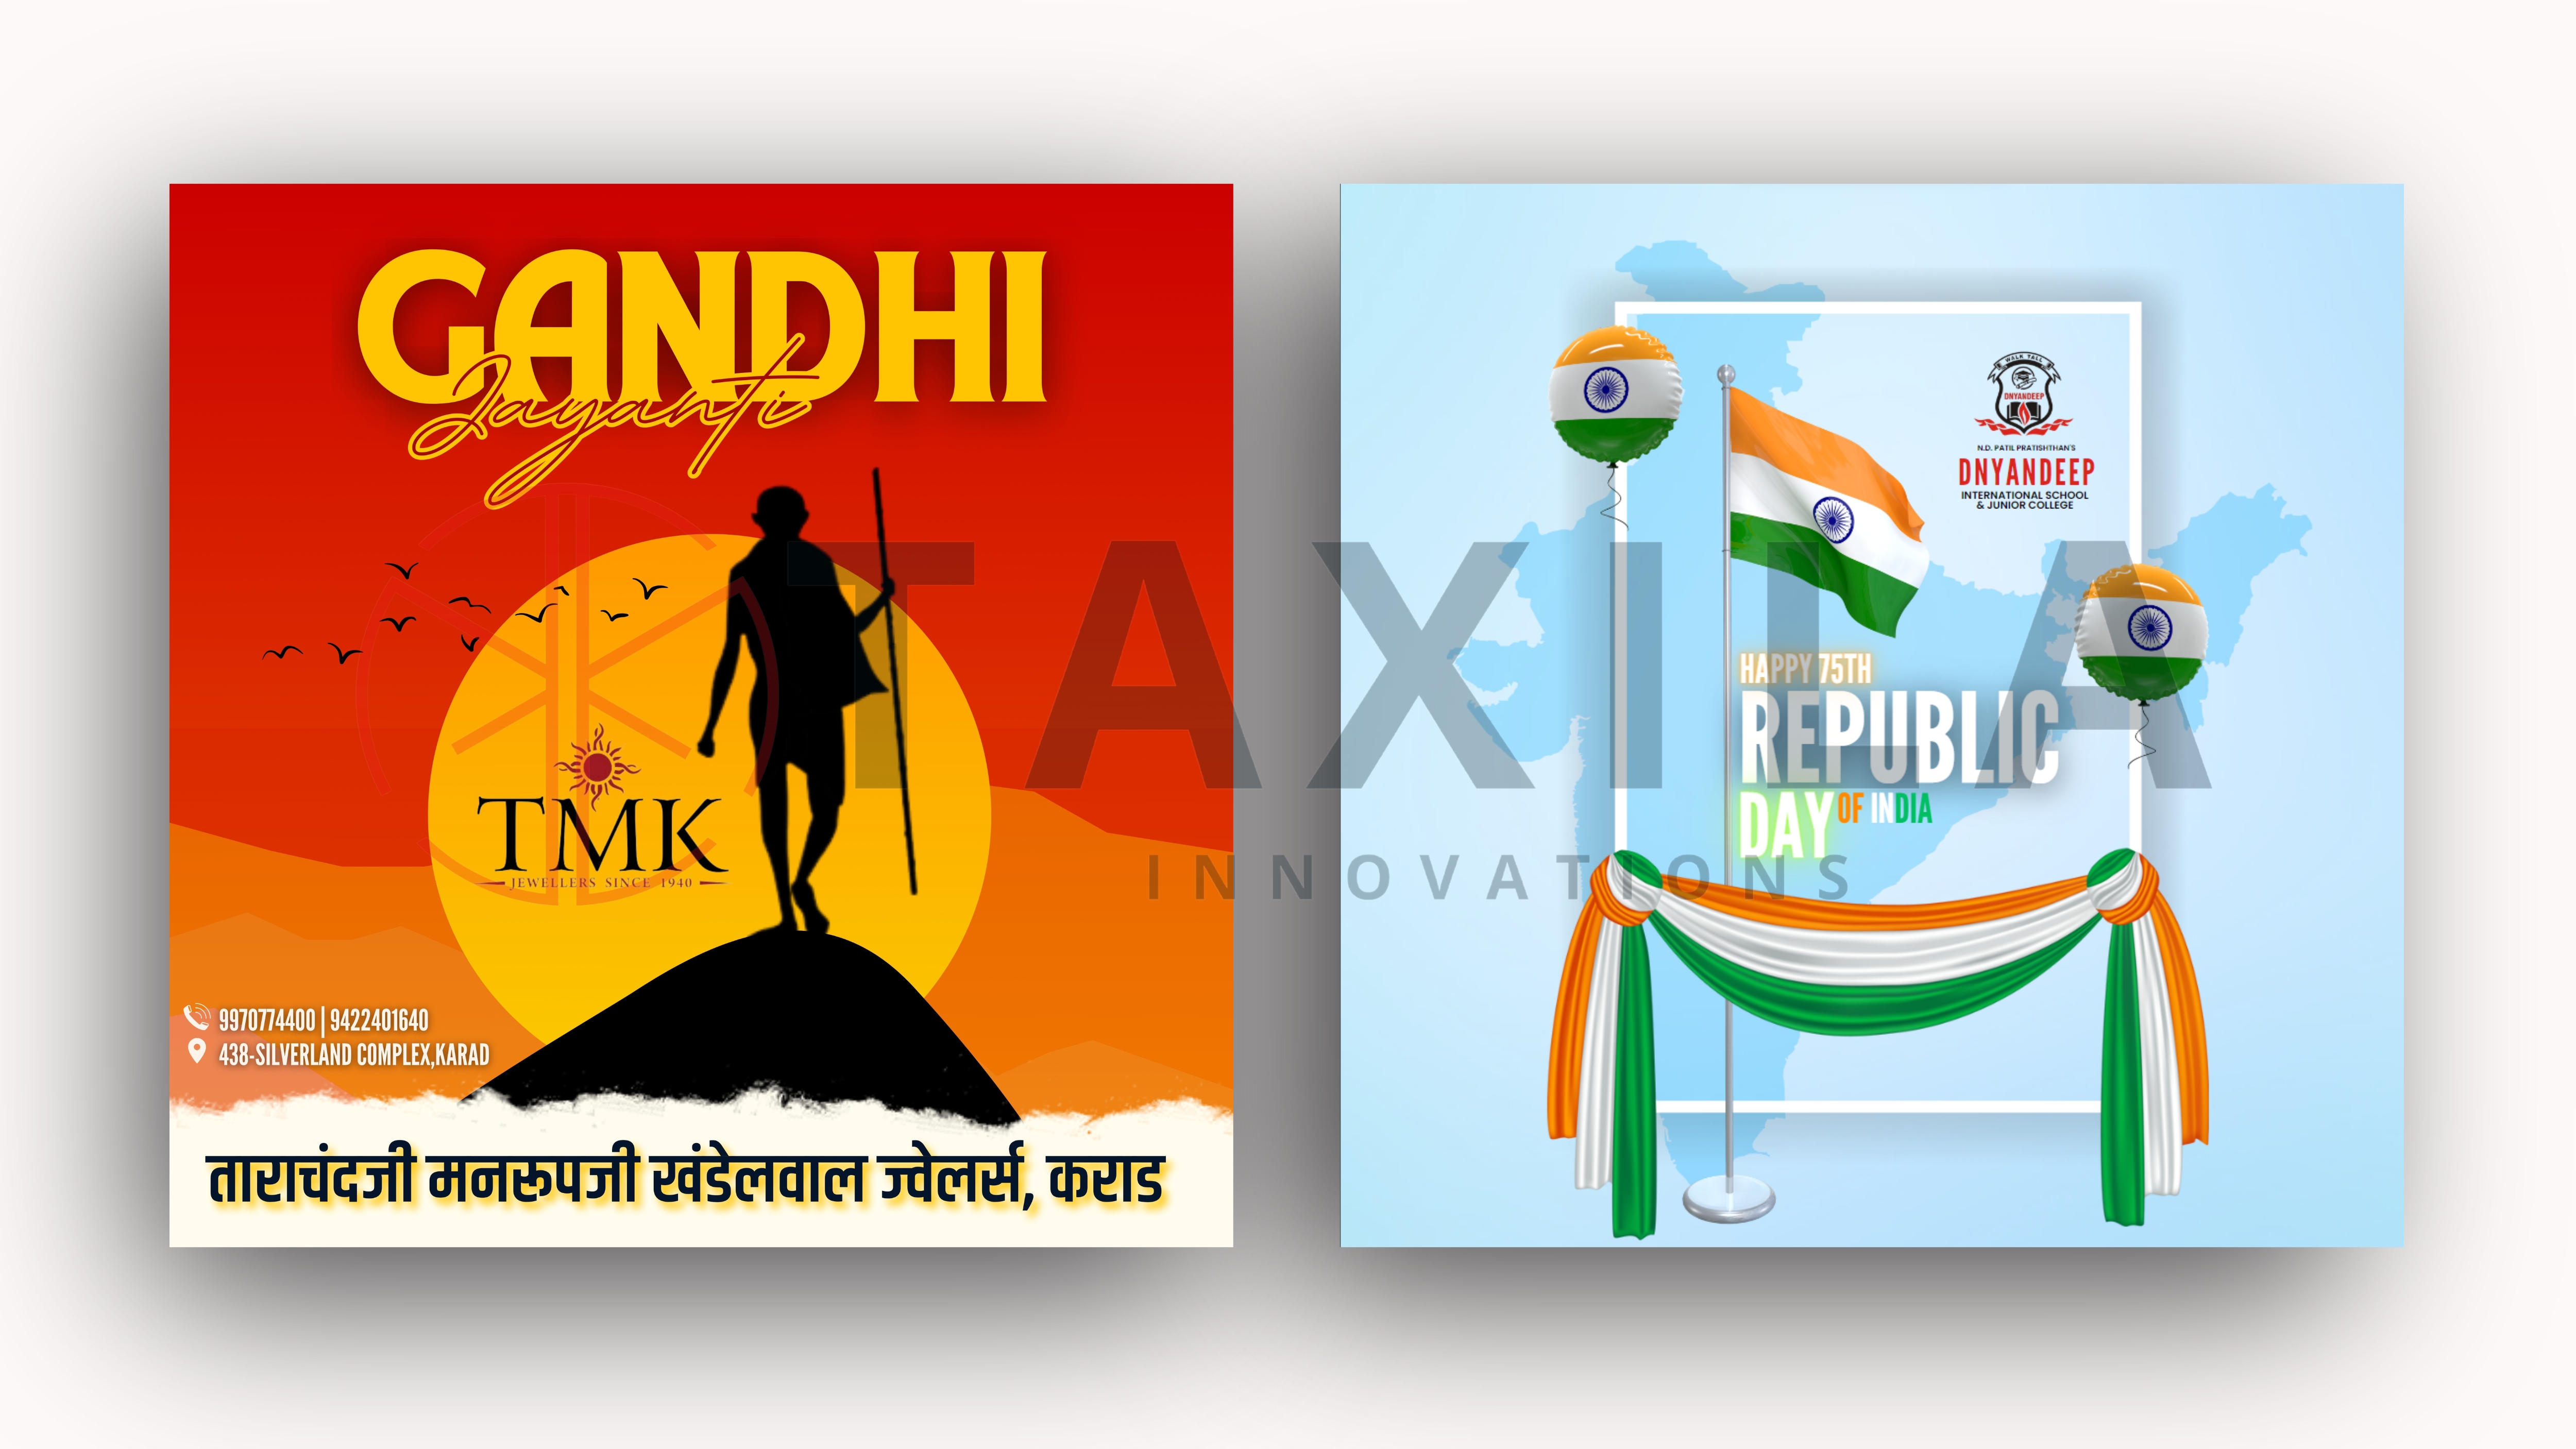 GANDHI
Jayanti
TMK
JEWELLERS SINCE 1940
9970774400 | 9422401640
438-SILVERLAND COMPLEX,KARAD
ताराचंदजी मनरूपजी खंडेलवाल ज्वेलर्स, कराड
WALK TALL
DNYANDEEP
N.D. PATIL PRATISHTHAN'S
DNYANDEEP
INTERNATIONAL SCHOOL
& JUNIOR COLLEGE
HAPPY 75TH
REPUBLIC
DAY OF INDIA
TAXILA
INNOVATIONS